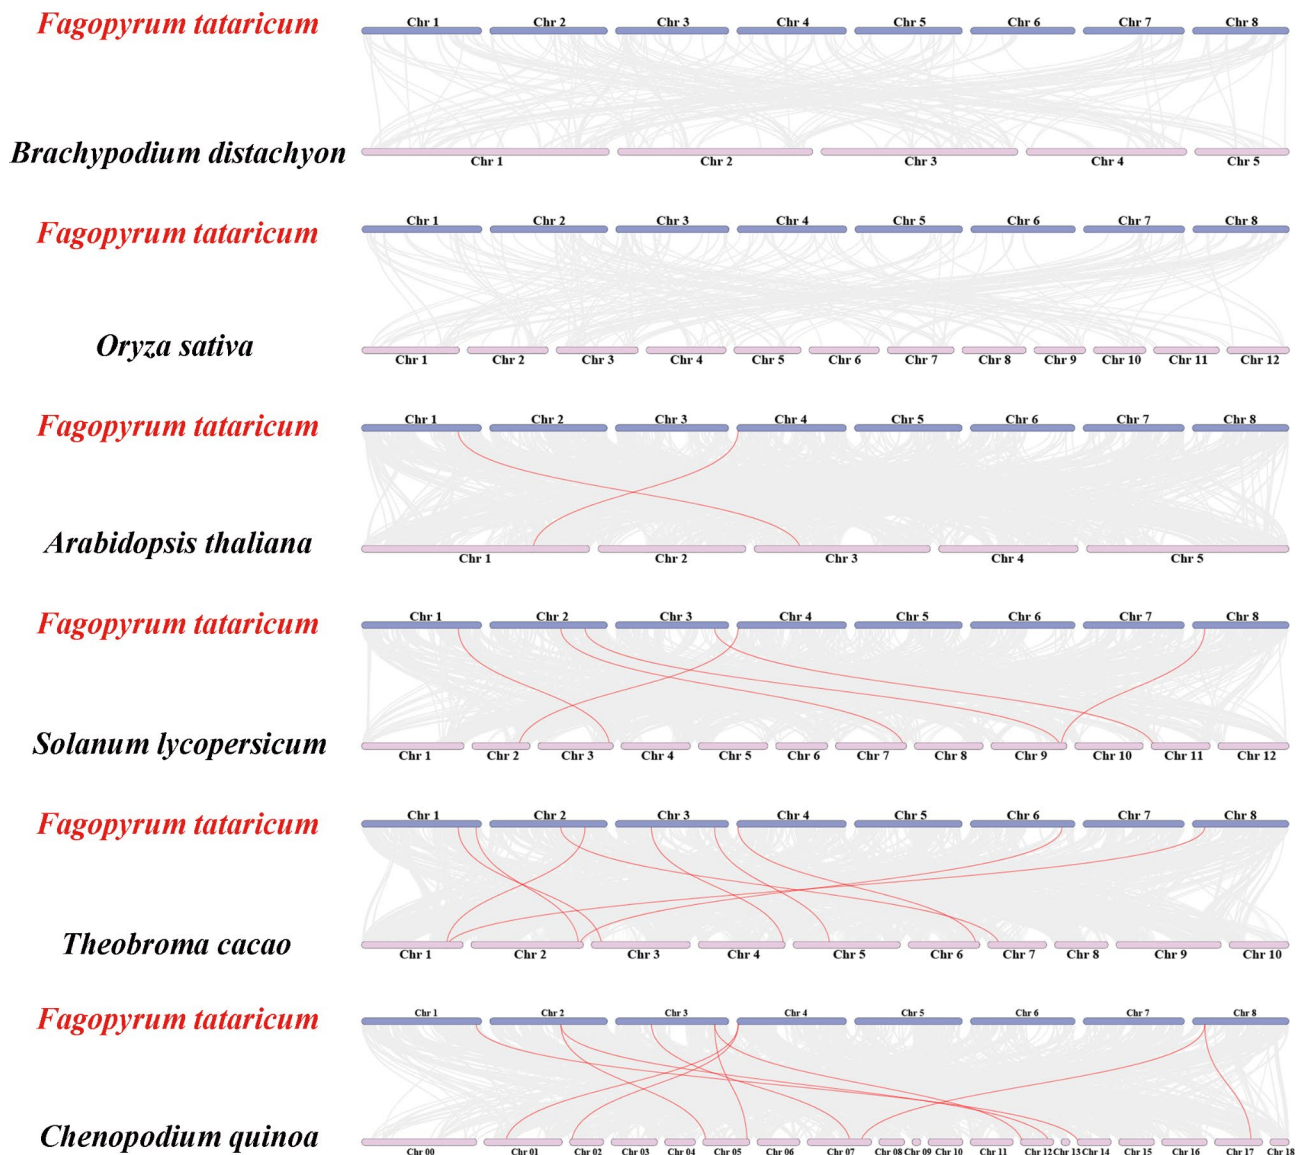 Fagopyrum tataricum
Chr 1 Chr 2 Chr 3 Chr 4 Chr 5 Chr 6 Chr 7 Chr 8
Brachypodium distachyon
Chr 1 Chr 2 Chr 3 Chr 4 Chr 5
Fagopyrum tataricum
Chr 1 Chr 2 Chr 3 Chr 4 Chr 5 Chr 6 Chr 7 Chr 8
Oryza sativa
Chr 1 Chr 2 Chr 3 Chr 4 Chr 5 Chr 6 Chr 7 Chr 8 Chr 9 Chr 10 Chr 11 Chr 12
Fagopyrum tataricum
Chr 1 Chr 2 Chr 3 Chr 4 Chr 5 Chr 6 Chr 7 Chr 8
Arabidopsis thaliana
Chr 1 Chr 2 Chr 3 Chr 4 Chr 5
Fagopyrum tataricum
Chr 1 Chr 2 Chr 3 Chr 4 Chr 5 Chr 6 Chr 7 Chr 8
Solanum lycopersicum
Chr 1 Chr 2 Chr 3 Chr 4 Chr 5 Chr 6 Chr 7 Chr 8 Chr 9 Chr 10 Chr 11 Chr 12
Fagopyrum tataricum
Chr 1 Chr 2 Chr 3 Chr 4 Chr 5 Chr 6 Chr 7 Chr 8
Theobroma cacao
Chr 1 Chr 2 Chr 3 Chr 4 Chr 5 Chr 6 Chr 7 Chr 8 Chr 9 Chr 10
Fagopyrum tataricum
Chr 1 Chr 2 Chr 3 Chr 4 Chr 5 Chr 6 Chr 7 Chr 8
Chenopodium quinoa
Chr 00 Chr 01 Chr 02 Chr 03 Chr 04 Chr 05 Chr 06 Chr 07 Chr 08 Chr 09 Chr 10 Chr 11 Chr 12 Chr 13 Chr 14 Chr 15 Chr 16 Chr 17 Chr 18